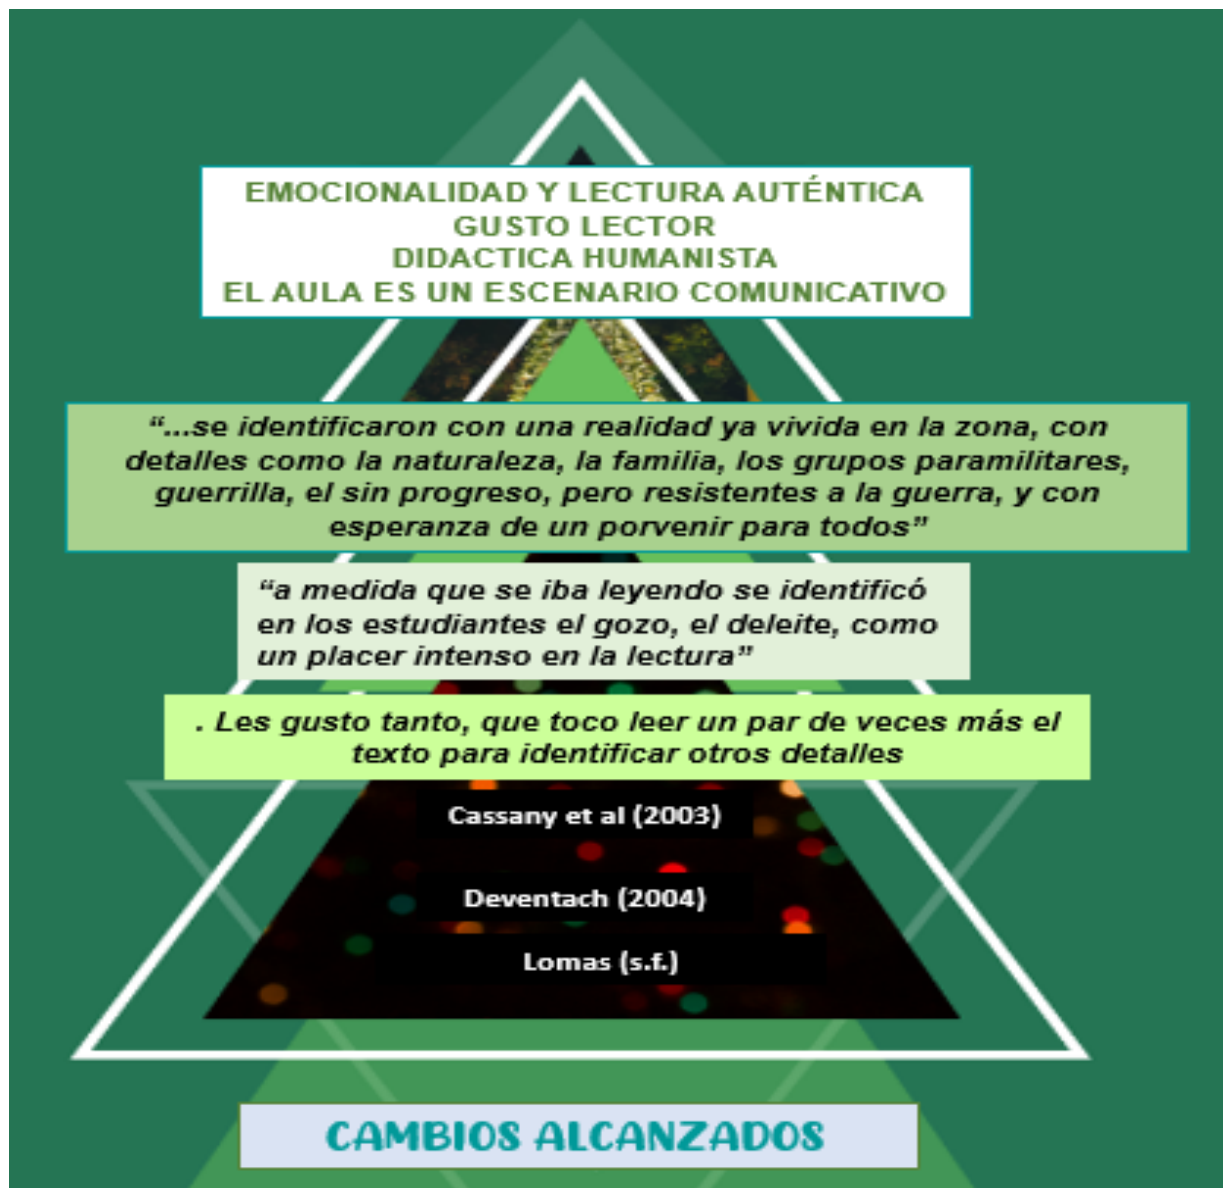 EMOCIONALIDAD Y LECTURA AUTÉNTICA
GUSTO LECTOR
DIDACTICA HUMANISTA
EL AULA ES UN ESCENARIO COMUNICATIVO
“...se identificaron con una realidad ya vivida en la zona, con
detalles como la naturaleza, la familia, los grupos paramilitares,
guerrilla, el sin progreso, pero resistentes a la guerra, y con
esperanza de un porvenir para todos”
“a medida que se iba leyendo se identificó
en los estudiantes el gozo, el deleite, como
un placer intenso en la lectura”
. Les gusto tanto, que toco leer un par de veces más el
texto para identificar otros detalles
Cassany et al (2003)
Deventach (2004)
Lomas (s.f.)
CAMBIOS ALCANZADOS